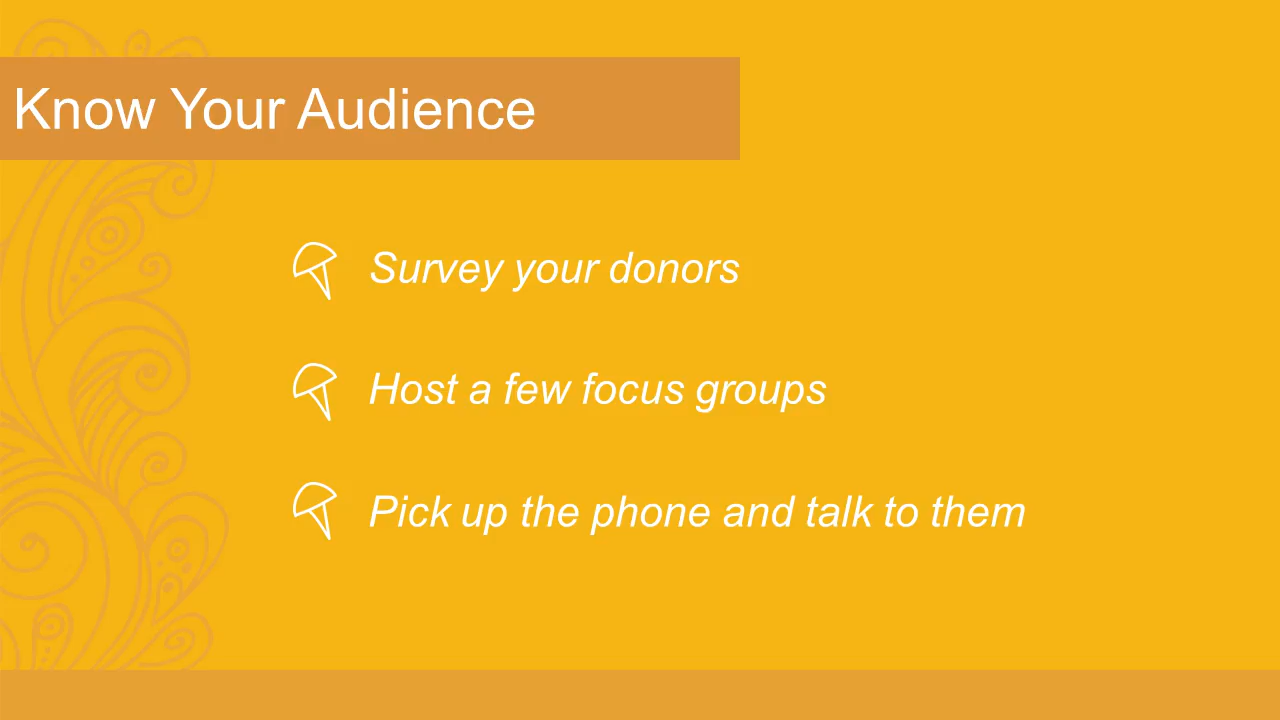 Know Your Audience
Survey your donors
Host a few focus groups
Pick up the phone and talk to them